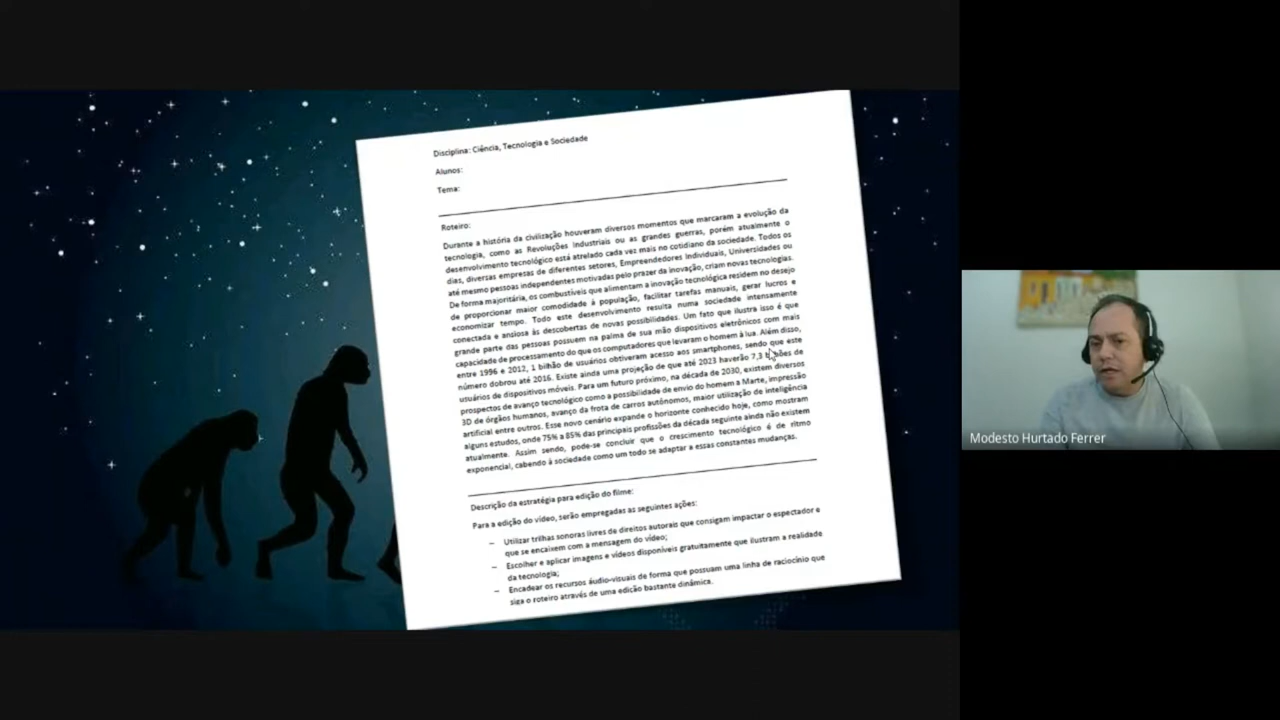 Disciplina: Ciência, Tecnologia e Sociedade
Alunos:
Tema:
Roteiro:
Durante a história da civilização houveram diversos momentos que marcaram a evolução da
tecnologia, como as Revoluções Industriais ou as grandes guerras, porém atualmente o
desenvolvimento tecnológico está atrelado cada vez mais no cotidiano da sociedade. Todos os
dias, diversas empresas de diferentes setores, Empreendedores Individuais, Universidades ou
até mesmo pessoas independentes motivadas pelo prazer da inovação, criam novas tecnologias.
De forma majoritária, os combustíveis que alimentam a inovação tecnológica residem no desejo
de proporcionar maior comodidade à população, facilitar tarefas manuais, gerar lucros e
economizar tempo. Todo este desenvolvimento resulta numa sociedade intensamente
conectada e ansiosa às descobertas de novas possibilidades. Um fato que ilustra isso é que
grande parte das pessoas possuem na palma de sua mão dispositivos eletrônicos com mais
capacidade de processamento do que os computadores que levaram o homem à lua. Além disso,
entre 1996 e 2012, 1 bilhão de usuários obtiveram acesso aos smartphones, sendo que este
número dobrou até 2016. Existe ainda uma projeção de que até 2023 haverão 7,3 de
usuários de dispositivos móveis. Para um futuro próximo, na década de 2030, existem diversos
prospectos de avanço tecnológico como a possibilidade de envio do homem a Marte, impressão
3D de órgãos humanos, avanço da frota de carros autônomos, maior utilização de inteligência
artificial entre outros. Esse novo cenário expande o horizonte conhecido hoje, como mostram
alguns estudos, onde 75% a 85% das principais profissões da década seguinte ainda não existem
atualmente. Assim sendo, pode-se concluir que o crescimento tecnológico é de ritmo
exponencial, cabendo à sociedade como um todo se adaptar a essas constantes mudanças.
Descrição da estratégia para edição do filme:
Para a edição do vídeo, serão empregadas as seguintes ações:
– Utilizar trilhas sonoras livres de direitos autorais que consigam impactar o espectador e
que se encaixem com a mensagem do vídeo;
– Escolher e aplicar imagens e vídeos disponíveis gratuitamente que ilustram a realidade
da tecnologia;
– Encadear os recursos áudio-visuais de forma que possuam uma linha de raciocínio que
siga o roteiro através de uma edição bastante dinâmica.
Modesto Hurtado Ferrer